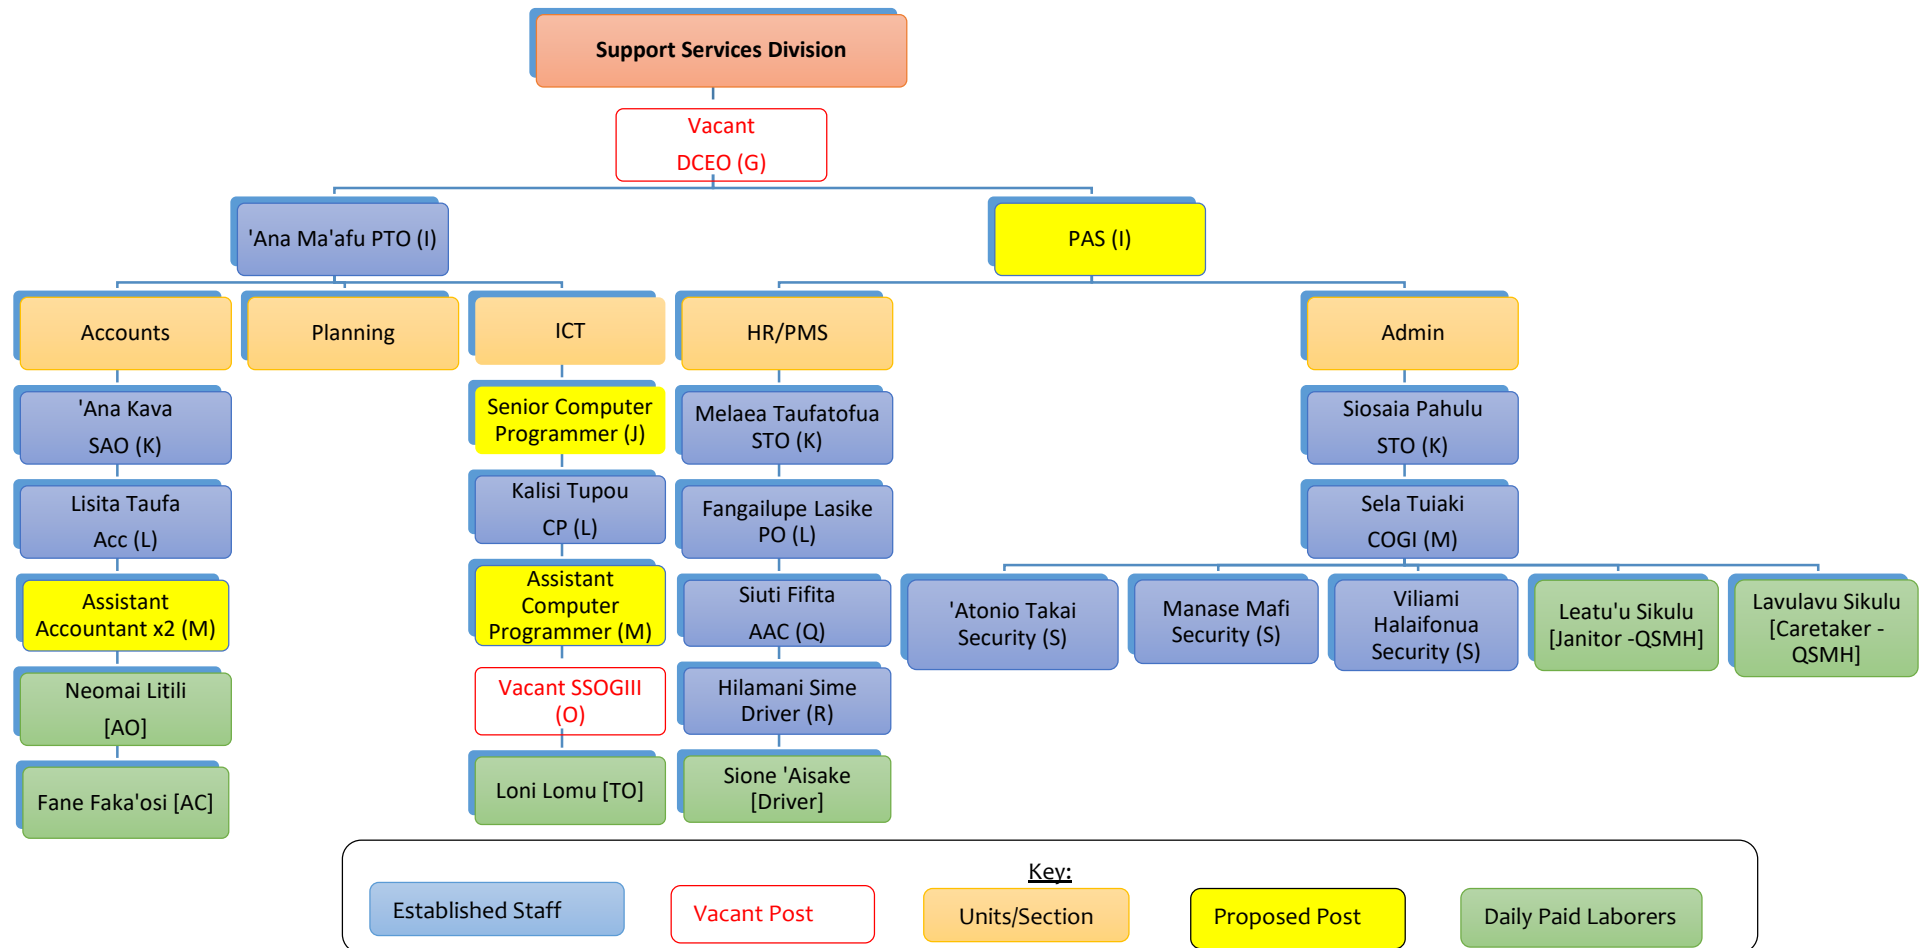 Support Services Division
Vacant
DCEO (G)
'Ana Ma'afu PTO (I)
PAS (I)
Accounts
Planning
ICT
HR/PMS
Admin
'Ana Kava
SAO (K)
Lisita Taufa
Acc (L)
Assistant
Accountant x2 (M)
Neomai Litili
[AO]
Fane Faka'osi [AC]
Senior Computer
Programmer (J)
Kalisi Tupou
CP (L)
Assistant
Computer
Programmer (M)
Vacant SSOGIII
(O)
Loni Lomu [TO]
Melaea Taufatofua
STO (K)
Fangailupe Lasike
PO (L)
Siuti Fifita
AAC (Q)
Hilamani Sime
Driver (R)
Sione 'Aisake
[Driver]
Siosaia Pahulu
STO (K)
Sela Tuiaki
COGI (M)
'Atonio Takai
Security (S)
Manase Mafi
Security (S)
Viliami
Halaifonua
Security (S)
Leatu'u Sikulu
[Janitor -QSMH]
Lavulavu Sikulu
[Caretaker -
QSMH]
Key:
Established Staff
Vacant Post
Units/Section
Proposed Post
Daily Paid Laborers